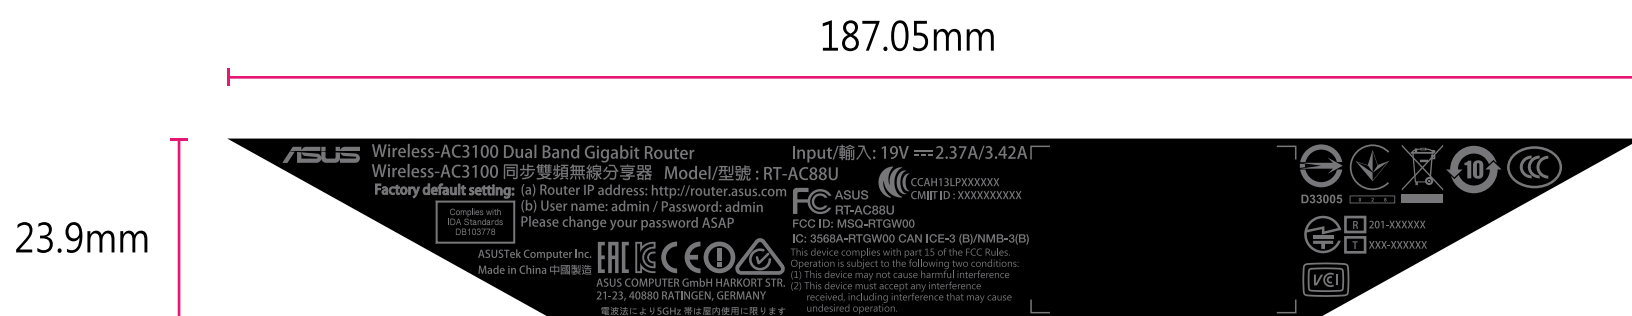 187.05mm
23.9mm
ASUS
Wireless-AC3100 Dual Band Gigabit Router
Wireless-AC3100 同步雙頻無線分享器 Model/型號 : RT-AC88U
Factory default setting: (a) Router IP address: http://router.asus.com
(b) User name: admin / Password: admin
Please change your password ASAP
Complies with
IDA Standards
DB103778
ASUSTek Computer Inc.
Made in China 中國製造
EAC
CE
ASUS COMPUTER GmbH HARKORT STR.
21-23, 40880 RATINGEN, GERMANY
電波法により5GHz 帯は屋内使用に限ります
Input/輸入: 19V 2.37A/3.42A
CCAH13LPXXXXXX
CMIIT ID : XXXXXXXXXX
FC ASUS
RT-AC88U
FCC ID: MSQ-RTGW00
IC: 3568A-RTGW00 CAN ICE-3 (B)/NMB-3(B)
This device complies with part 15 of the FCC Rules.
Operation is subject to the following two conditions:
(1) This device may not cause harmful interference
(2) This device must accept any interference
received, including interference that may cause
undesired operation.
10
CCC
D33005
R 201-XXXXXX
T XXX-XXXXXX
VCCI